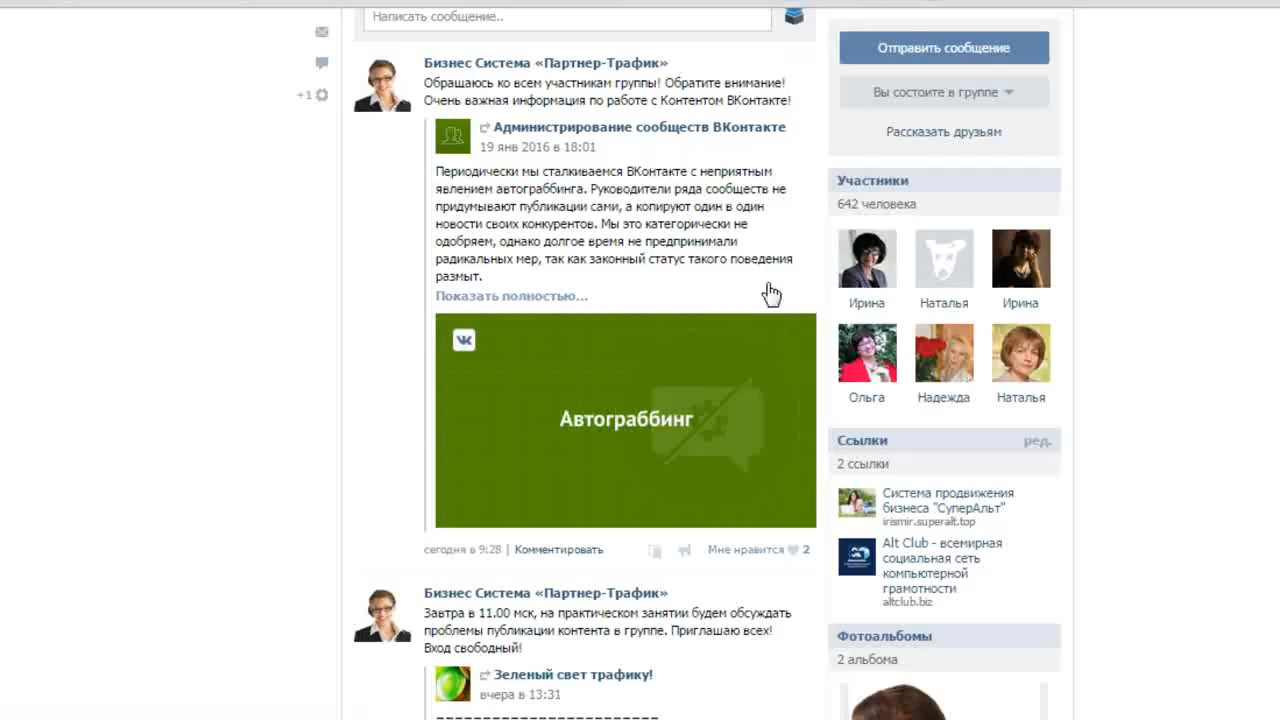 Написать сообщение..
+1
Бизнес Система «Партнер-Трафик»
Обращаюсь ко всем участникам группы! Обратите внимание!
Очень важная информация по работе с Контентом ВКонтакте!
Администрирование сообществ ВКонтакте
19 янв 2016 в 18:01
Периодически мы сталкиваемся ВКонтакте с неприятным
явлением автограббинга. Руководители ряда сообществ не
придумывают публикации сами, а копируют один в один
новости своих конкурентов. Мы это категорически не
одобряем, однако долгое время не предпринимали
радикальных мер, так как законный статус такого поведения
размыт.
Показать полностью...
Автограббинг
сегодня в 9:28 | Комментировать
Мне нравится 2
Бизнес Система «Партнер-Трафик»
Завтра в 11.00 мск, на практическом занятии будем обсуждать
проблемы публикации контента в группе. Приглашаю всех!
Вход свободный!
Зеленый свет трафику!
вчера в 13:31
Отправить сообщение
Вы состоите в группе
Рассказать друзьям
Участники
642 человека
Ирина
Наталья
Ирина
Ольга
Надежда
Наталья
Ссылки
ред.
2 ссылки
Система продвижения
бизнеса "СуперАльт"
irismir.superalt.top
Alt Club - всемирная
социальная сеть
компьютерной
грамотности
altclub.biz
Фотоальбомы
2 альбома